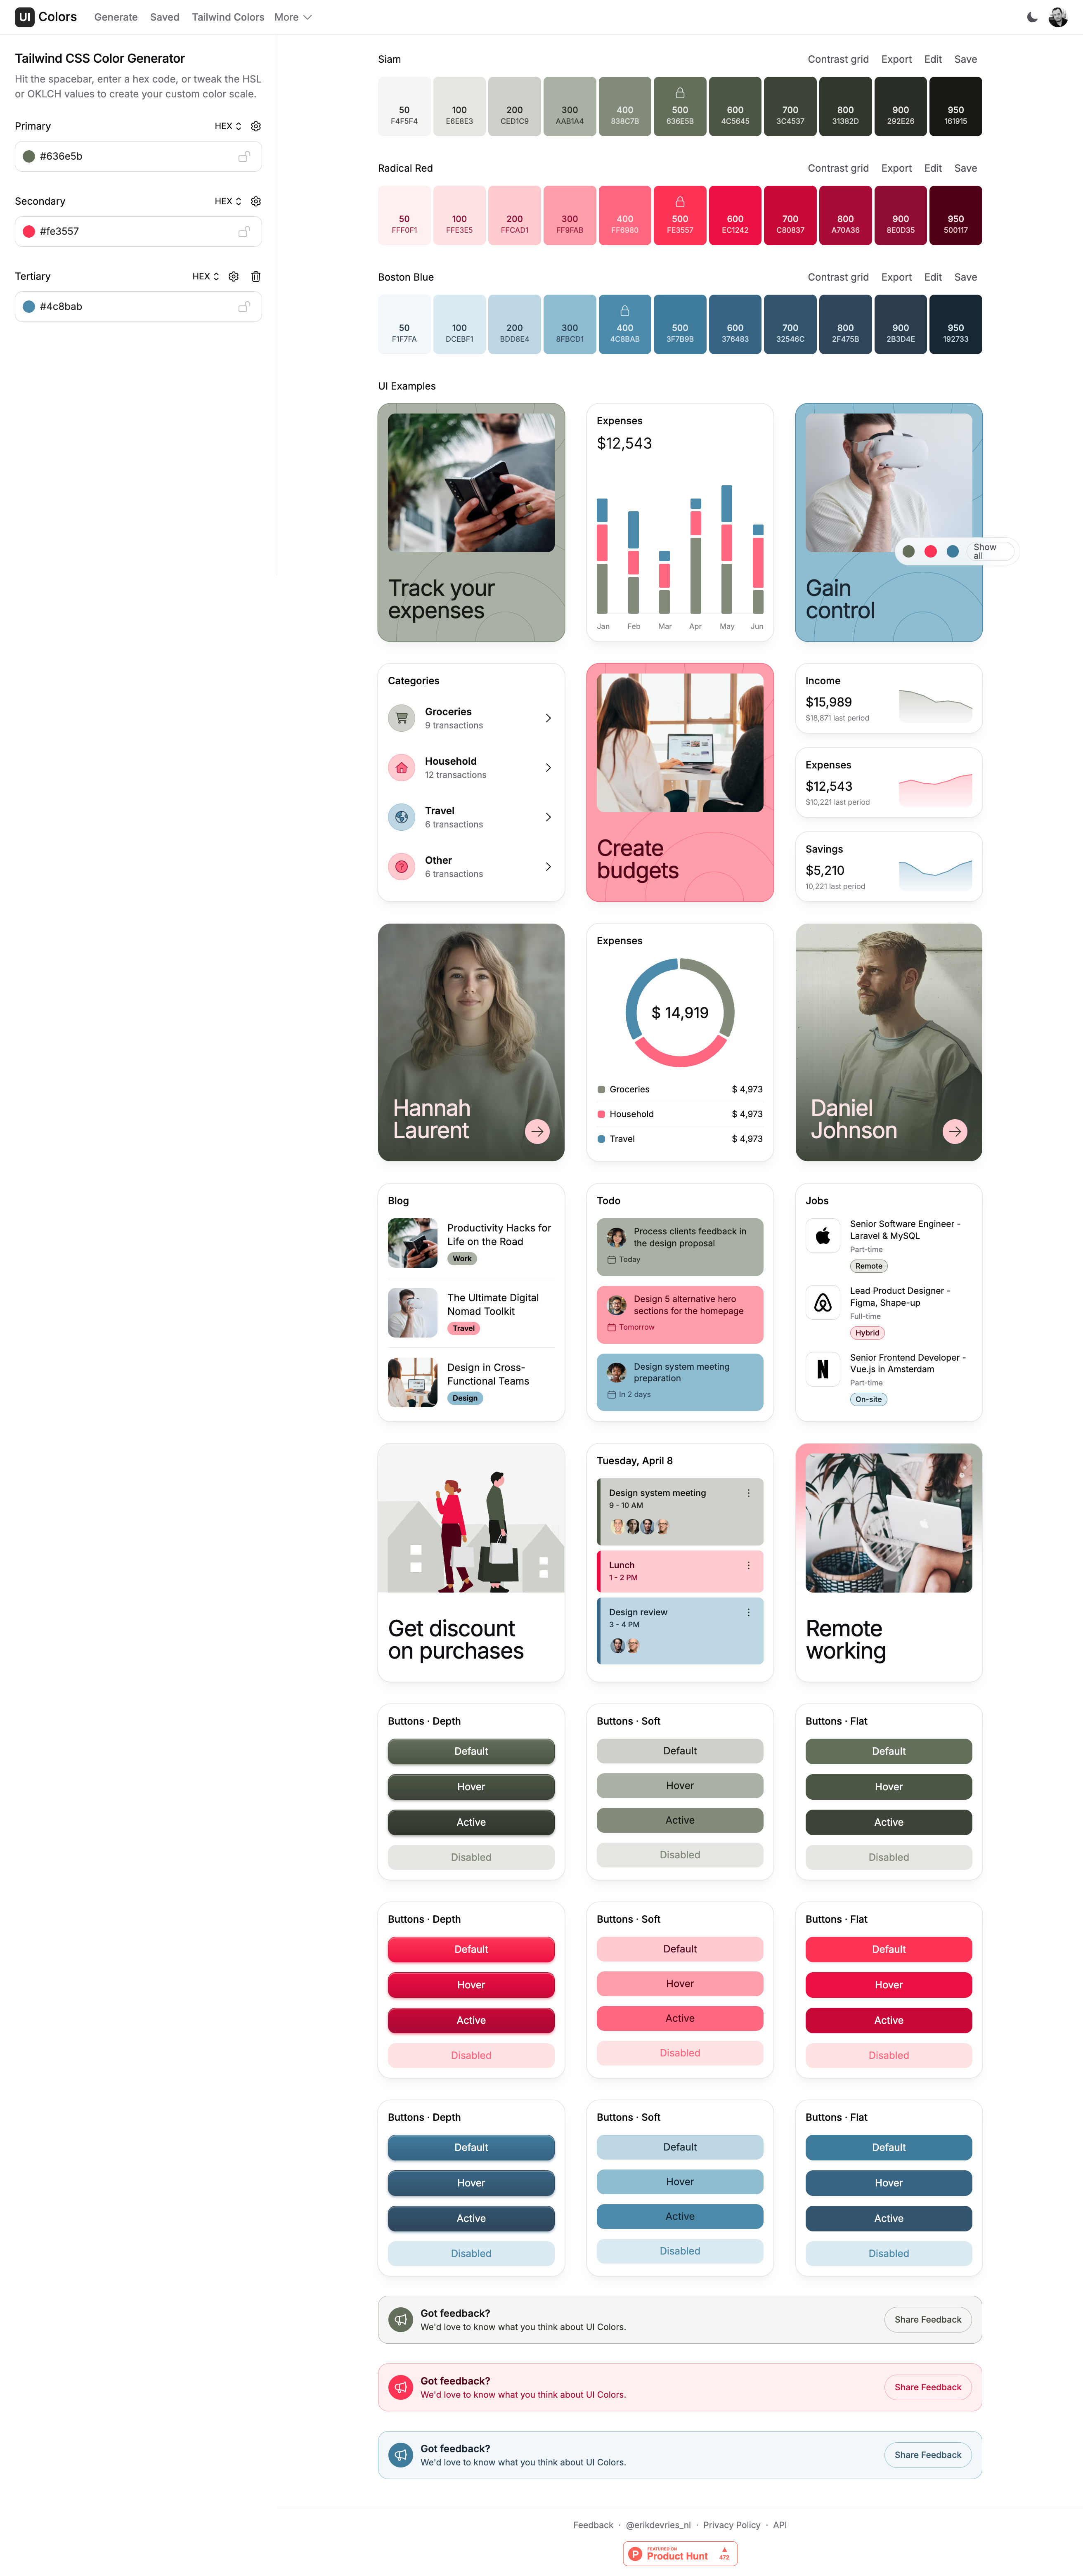 UI Colors
Generate
Saved
Tailwind Colors
More
Tailwind CSS Color Generator
Hit the spacebar, enter a hex code, or tweak the HSL
or OKLCH values to create your custom color scale.
Primary
HEX
#636e5b
Secondary
HEX
#fe3557
Tertiary
HEX
#4c8bab
Siam
Contrast grid
Export
Edit
Save
50 100 200 300 400 500 600 700 800 900 950
F4F5F4 E6E8E3 CED1C9 AAB1A4 838C7B 636E5B 4C5645 3C4537 31382D 292E26 161915
Radical Red
Contrast grid
Export
Edit
Save
50 100 200 300 400 500 600 700 800 900 950
FFF0F1 FFE3E5 FFCAD1 FF9FAB FF6980 FE3557 EC1242 C80837 A70A36 8E0D35 500117
Boston Blue
Contrast grid
Export
Edit
Save
50 100 200 300 400 500 600 700 800 900 950
F1F7FA DCEBF1 BDD8E4 8FBCD1 4C8BAB 3F7B9B 376483 32546C 2F475B 2B3D4E 192733
UI Examples
Track your
expenses
Expenses
$12,543
Jan Feb Mar Apr May Jun
Gain
control
Show
all
Categories
Groceries
9 transactions
Household
12 transactions
Travel
6 transactions
Other
6 transactions
Create
budgets
Income
$15,989
$18,871 last period
Expenses
$12,543
$10,221 last period
Savings
$5,210
10,221 last period
Hannah
Laurent
Expenses
$ 14,919
Groceries $ 4,973
Household $ 4,973
Travel $ 4,973
Daniel
Johnson
Blog
Productivity Hacks for
Life on the Road
Work
The Ultimate Digital
Nomad Toolkit
Travel
Design in Cross-
Functional Teams
Design
Todo
Process clients feedback in
the design proposal
Today
Design 5 alternative hero
sections for the homepage
Tomorrow
Design system meeting
preparation
In 2 days
Jobs
Senior Software Engineer -
Laravel & MySQL
Part-time
Remote
Lead Product Designer -
Figma, Shape-up
Full-time
Hybrid
Senior Frontend Developer -
Vue.js in Amsterdam
Part-time
On-site
Get discount
on purchases
Tuesday, April 8
Design system meeting
9 - 10 AM
Lunch
1 - 2 PM
Design review
3 - 4 PM
Remote
working
Buttons · Depth
Default
Hover
Active
Disabled
Buttons · Soft
Default
Hover
Active
Disabled
Buttons · Flat
Default
Hover
Active
Disabled
Buttons · Depth
Default
Hover
Active
Disabled
Buttons · Soft
Default
Hover
Active
Disabled
Buttons · Flat
Default
Hover
Active
Disabled
Buttons · Depth
Default
Hover
Active
Disabled
Buttons · Soft
Default
Hover
Active
Disabled
Buttons · Flat
Default
Hover
Active
Disabled
Got feedback?
We'd love to know what you think about UI Colors.
Share Feedback
Got feedback?
We'd love to know what you think about UI Colors.
Share Feedback
Got feedback?
We'd love to know what you think about UI Colors.
Share Feedback
Feedback · @erikdevries_nl · Privacy Policy · API
P
FEATURED ON
Product Hunt
472